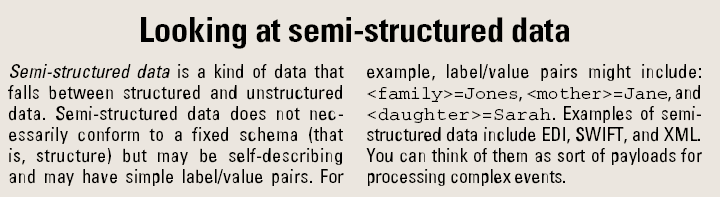 Looking at semi-structured data
Semi-structured data is a kind of data that
falls between structured and unstructured
data. Semi-structured data does not nec-
essarily conform to a fixed schema (that
is, structure) but may be self-describing
and may have simple label/value pairs. For
example, label/value pairs might include:
<family>=Jones, <mother>=Jane, and
<daughter>=Sarah. Examples of semi-
structured data include EDI, SWIFT, and XML.
You can think of them as sort of payloads for
processing complex events.